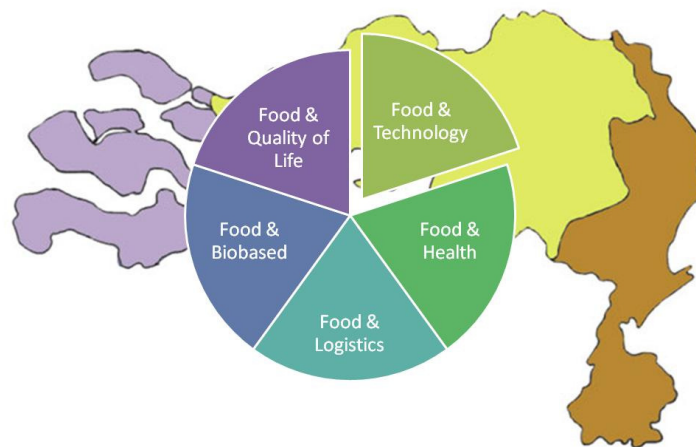 Food &
Quality of
Life
Food &
Technology
Food &
Biobased
Food &
Health
Food &
Logistics